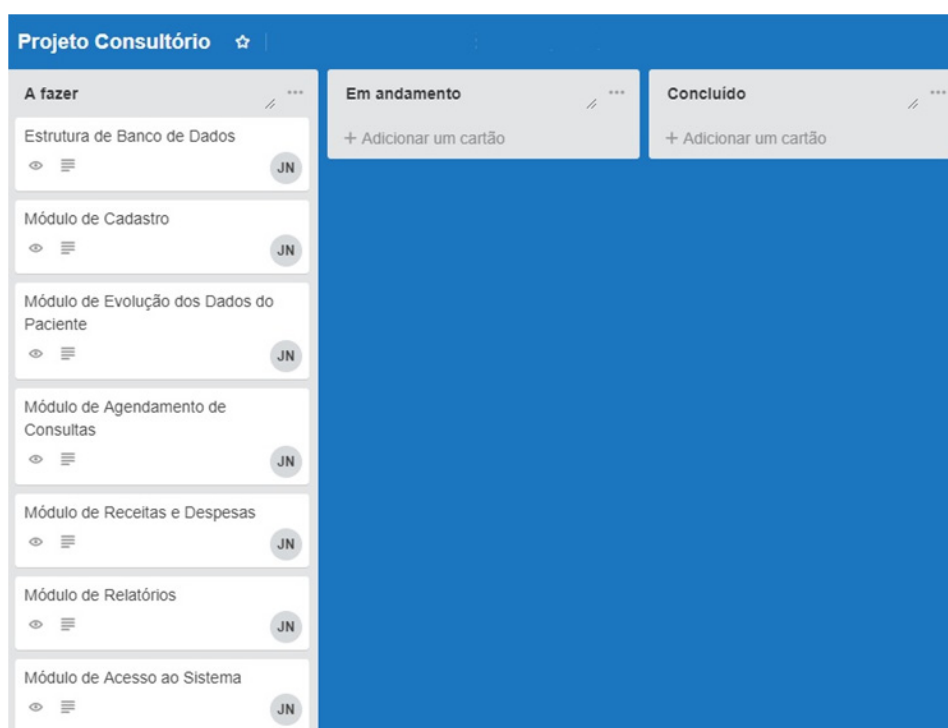 Projeto Consultório
A fazer
Estrutura de Banco de Dados
JN
Módulo de Cadastro
JN
Módulo de Evolução dos Dados do
Paciente
JN
Módulo de Agendamento de
Consultas
JN
Módulo de Receitas e Despesas
JN
Módulo de Relatórios
JN
Módulo de Acesso ao Sistema
JN
Em andamento
+ Adicionar um cartão
Concluído
+ Adicionar um cartão